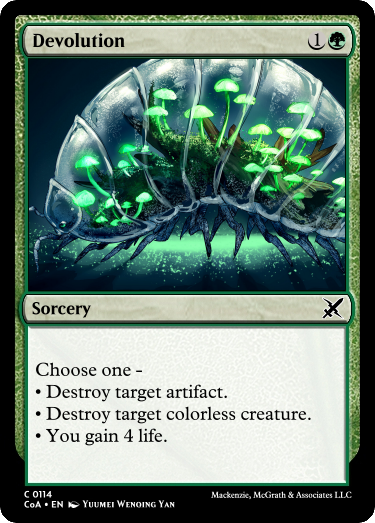 Devolution 1
Sorcery
Choose one -
• Destroy target artifact.
• Destroy target colorless creature.
• You gain 4 life.
C 0114
CoA • EN Yuumei Wenqing Yan
Mackenzie, McGrath & Associates LLC